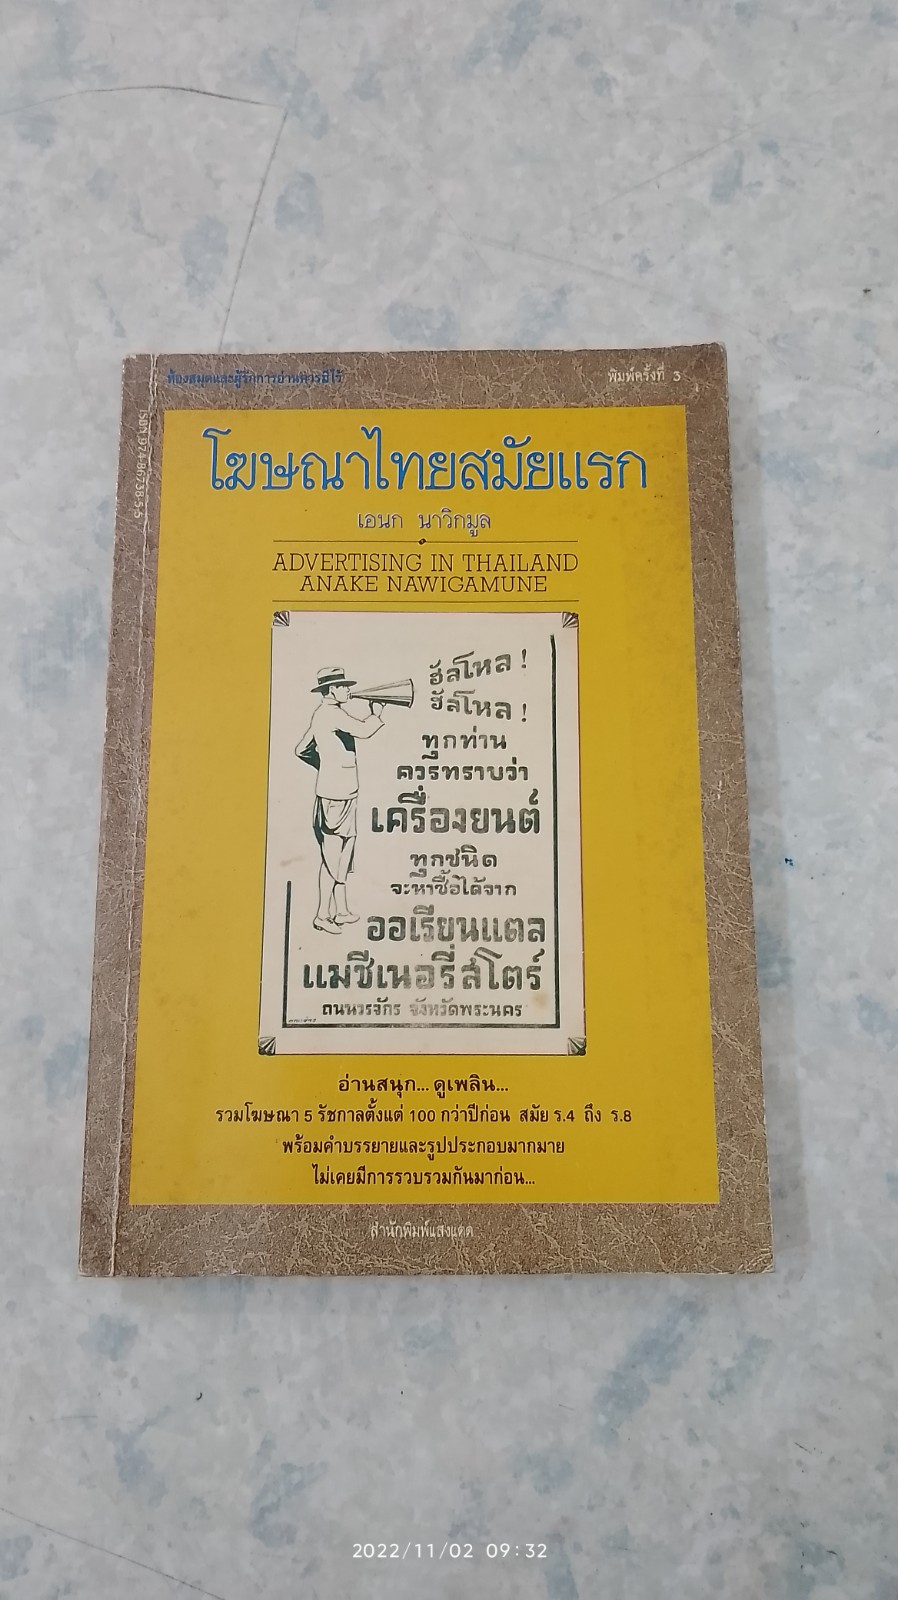 ห้องสมุดและผู้รักการอ่านควรมีไว้
พิมพ์ครั้งที่ 3
ISBN 974-86738-5-5
โฆษณาไทยสมัยแรก
เอนก นาวิกมูล
ADVERTISING IN THAILAND
ANAKE NAWIGAMUNE
ฮัลโหล!
ฮัลโหล!
ทุกท่าน
ควรทราบว่า
เครื่องยนต์
ทุกชนิด
จะหาซื้อได้จาก
ออเรียนแตล
แมชีเนอรี่สโตร์
ถนนวรจักร จังหวัดพระนคร
อ่านสนุก... ดูเพลิน...
รวมโฆษณา 5 รัชกาลตั้งแต่ 100 กว่าปีก่อน สมัย ร.4 ถึง ร.8
พร้อมคำบรรยายและรูปประกอบมากมาย
ไม่เคยมีการรวบรวมกันมาก่อน...
สำนักพิมพ์แสงแดด
2022/11/02 09:32